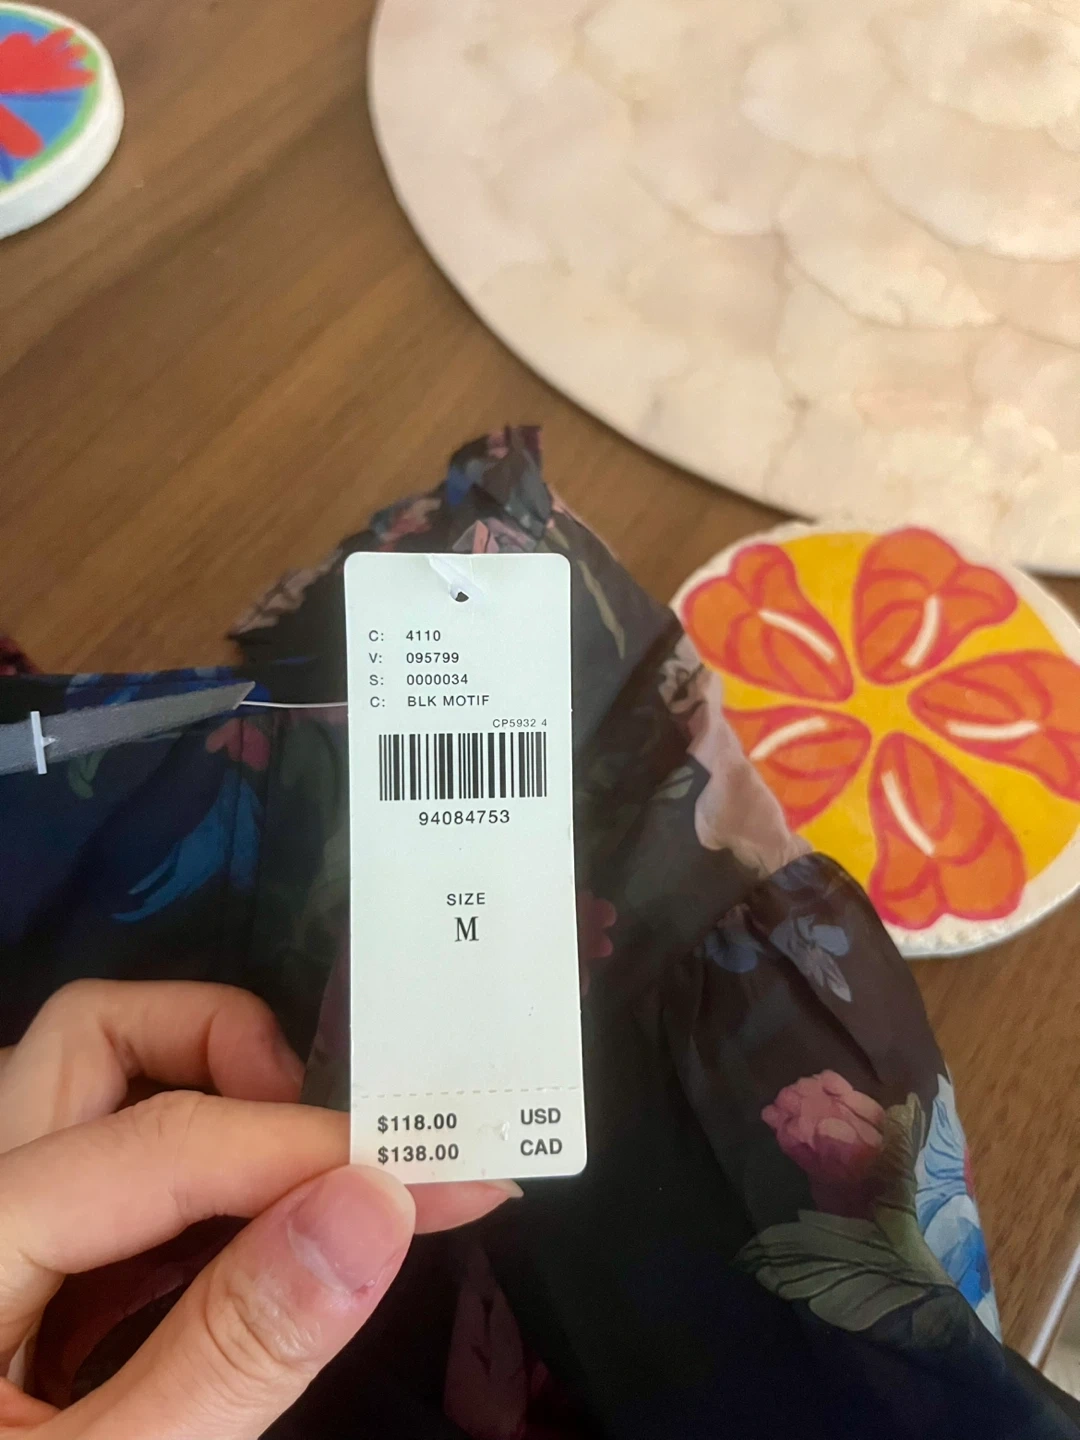 C: 4110
V: 095799
S: 0000034
C: BLK MOTIF
CP5932 4
94084753
SIZE
M
$118.00 USD
$138.00 CAD